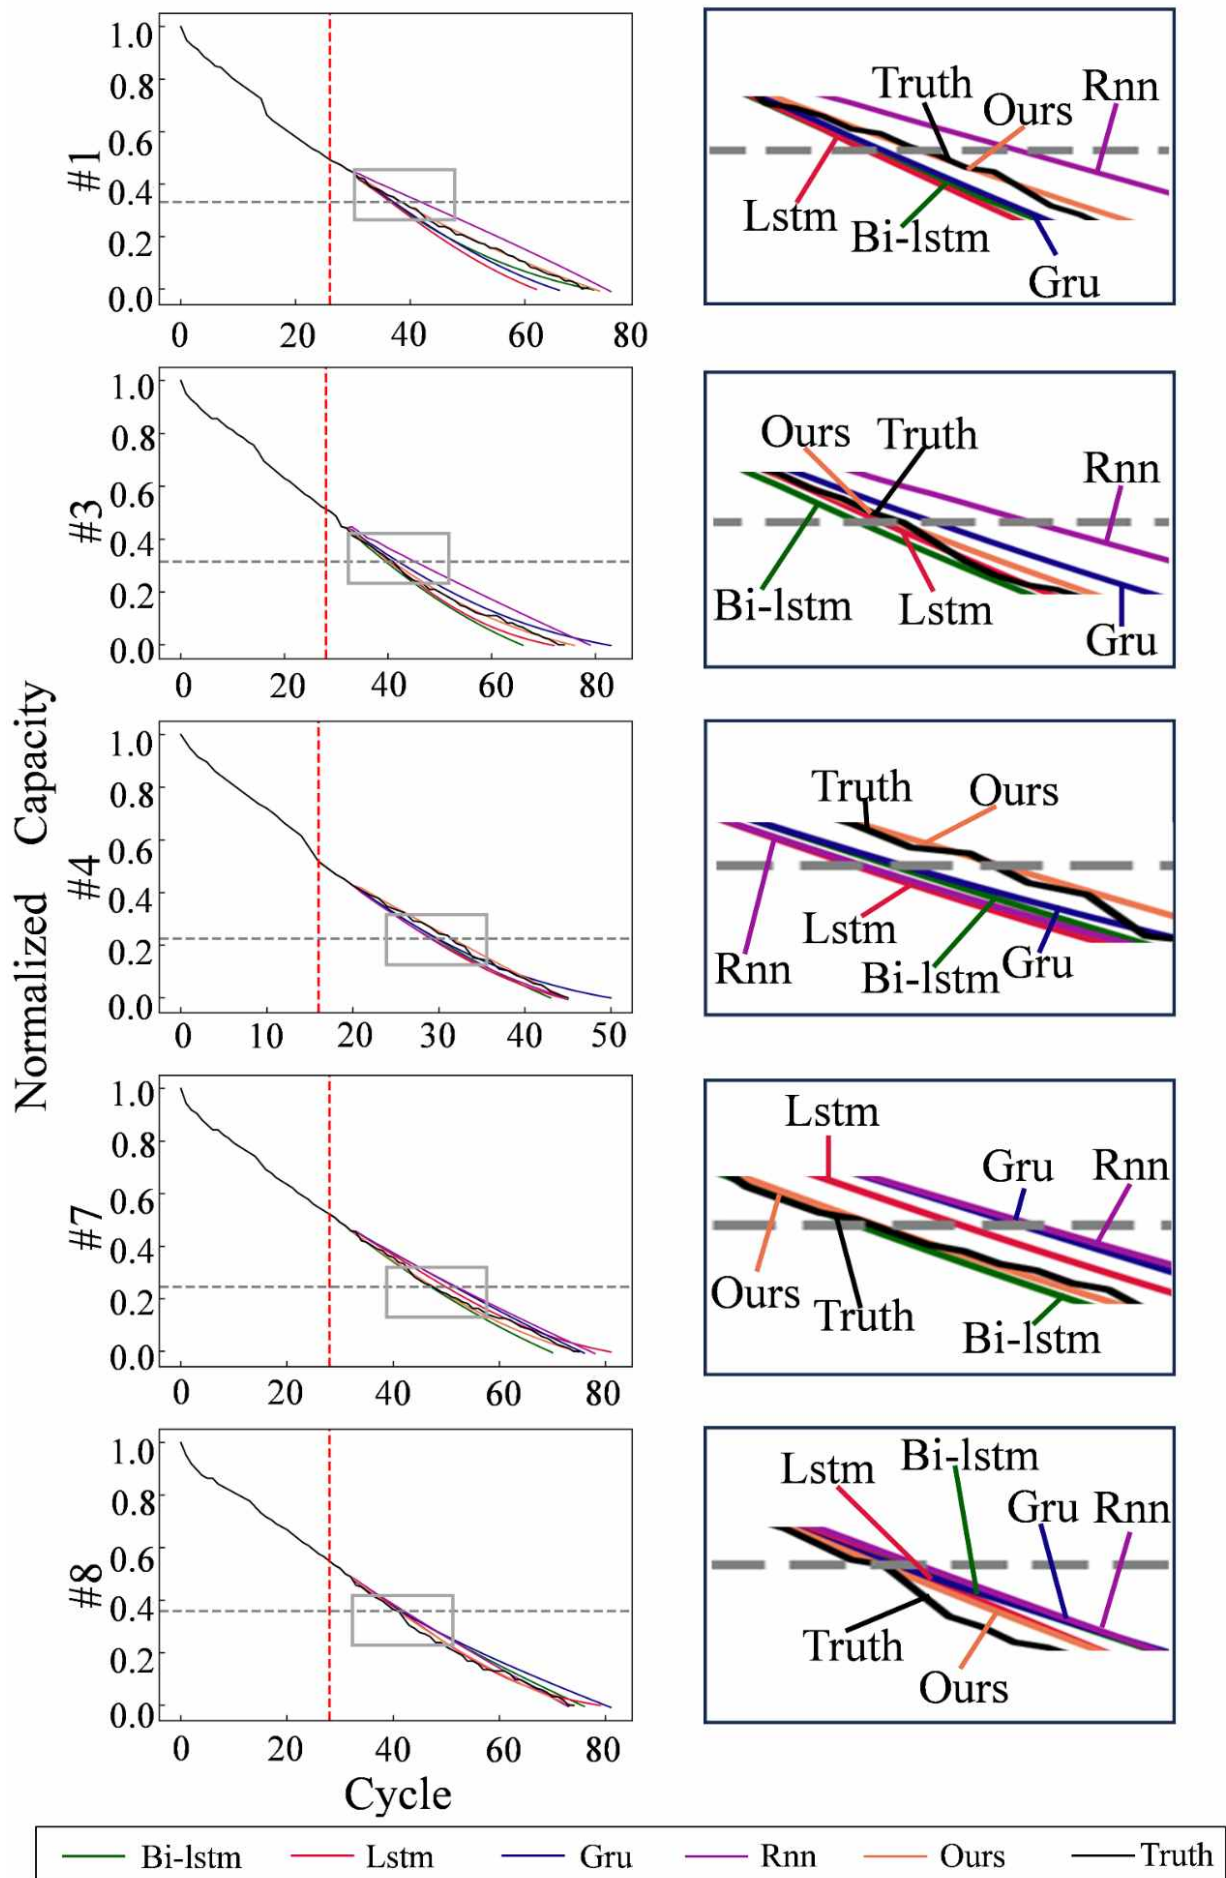 Normalized Capacity
#1
1.0
0.8
0.6
0.4
0.2
0.0
0 20 40 60 80
Truth
Ours
Rnn
Lstm
Bi-lstm
Gru
#3
1.0
0.8
0.6
0.4
0.2
0.0
0 20 40 60 80
Ours Truth
Rnn
Bi-lstm
Lstm
Gru
#4
1.0
0.8
0.6
0.4
0.2
0.0
0 10 20 30 40 50
Truth
Ours
Lstm
Rnn
Bi-lstm
Gru
#7
1.0
0.8
0.6
0.4
0.2
0.0
0 20 40 60 80
Lstm
Gru Rnn
Ours
Truth
Bi-lstm
#8
1.0
0.8
0.6
0.4
0.2
0.0
0 20 40 60 80
Cycle
Bi-lstm
Lstm
Gru Rnn
Truth
Ours
Bi-lstm Lstm Gru Rnn Ours Truth